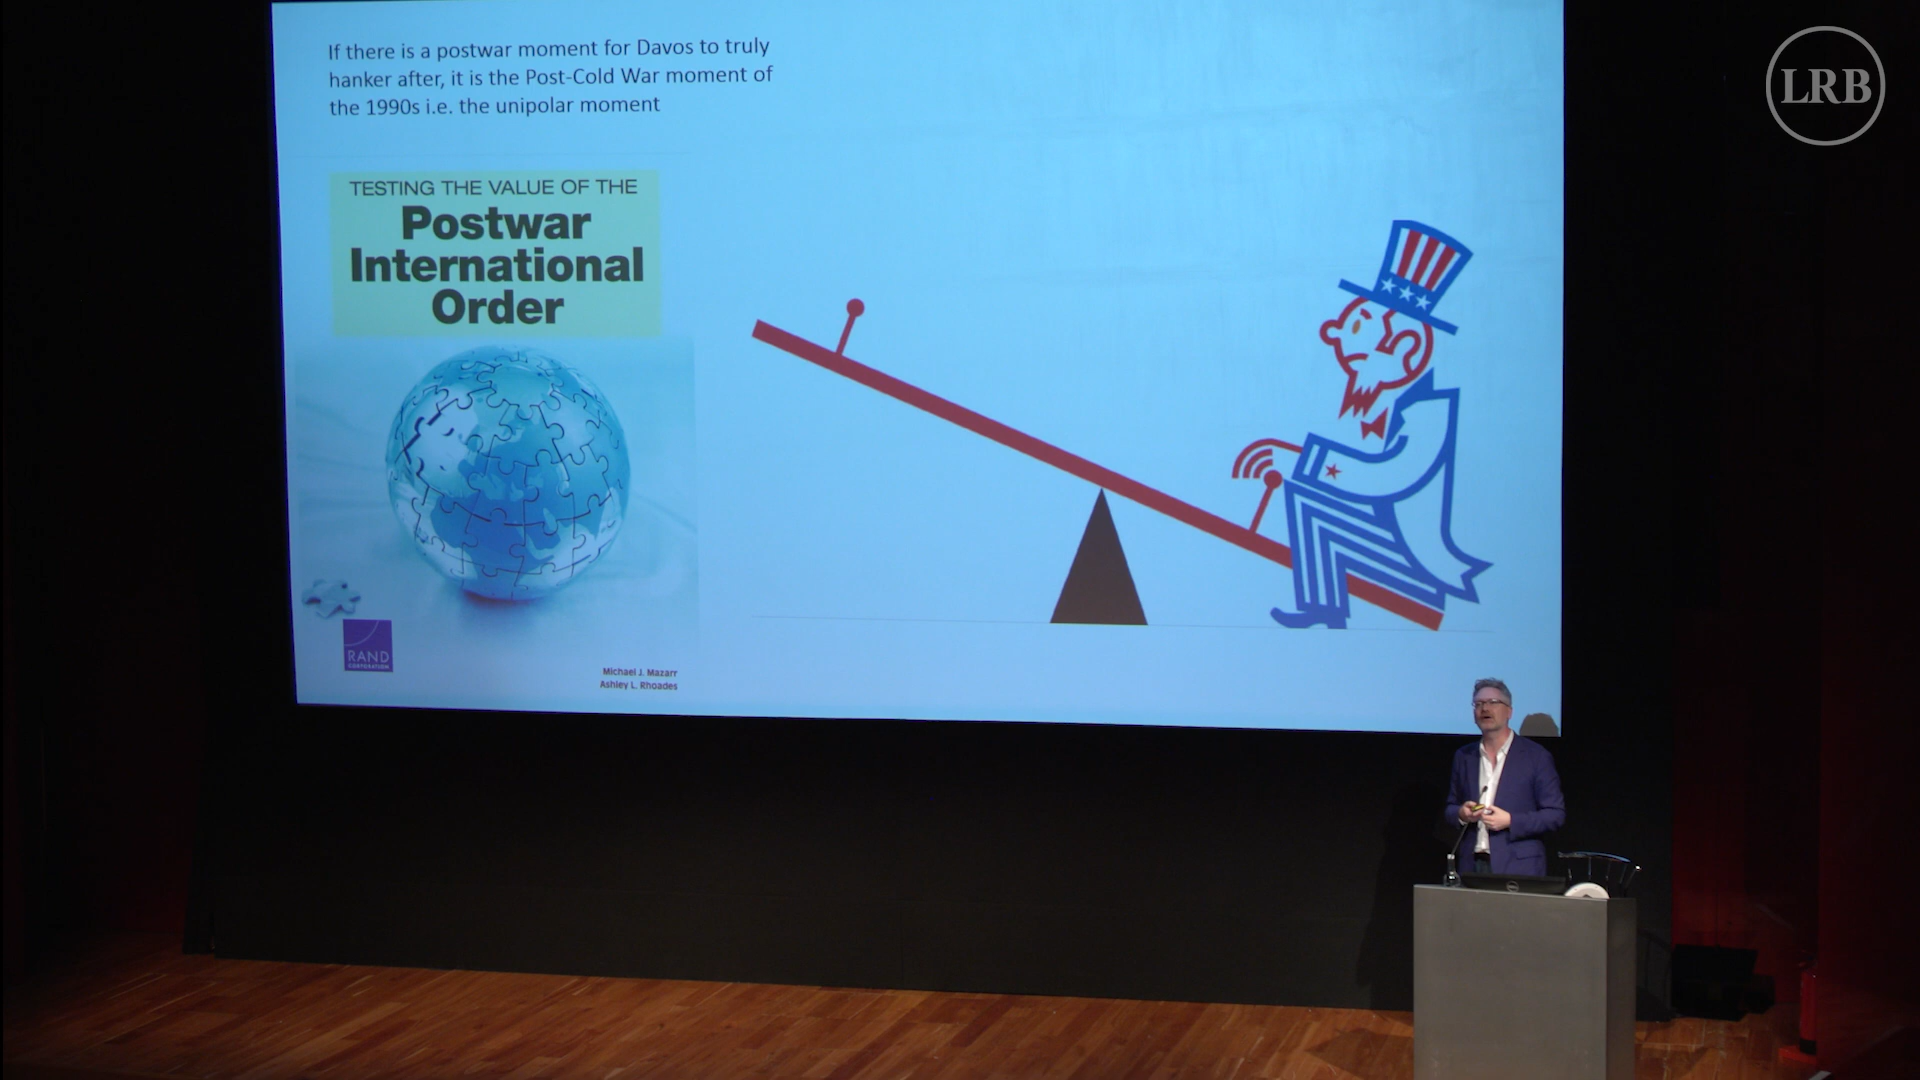 If there is a postwar moment for Davos to truly
hanker after, it is the Post-Cold War moment of
the 1990s i.e. the unipolar moment
TESTING THE VALUE OF THE
Postwar
International
Order
RAND
CORPORATION
Michael J. Mazarr
Ashley L. Rhoades
LRB